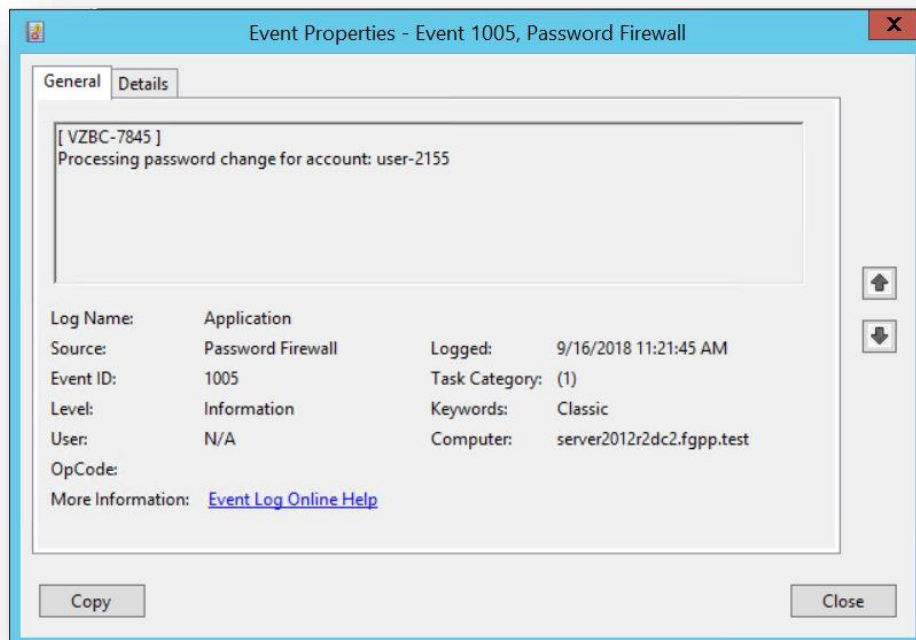 Event Properties - Event 1005, Password Firewall
X
General Details
[ VZBC-7845 ]
Processing password change for account: user-2155
Log Name: Application
Source: Password Firewall Logged: 9/16/2018 11:21:45 AM
Event ID: 1005 Task Category: (1)
Level: Information Keywords: Classic
User: N/A Computer: server2012r2dc2.fgpp.test
OpCode:
More Information: Event Log Online Help
Copy Close